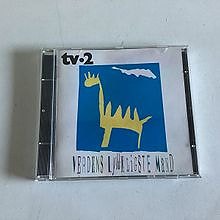 tv·2
VERDENS LYKKELIGSTE MAND